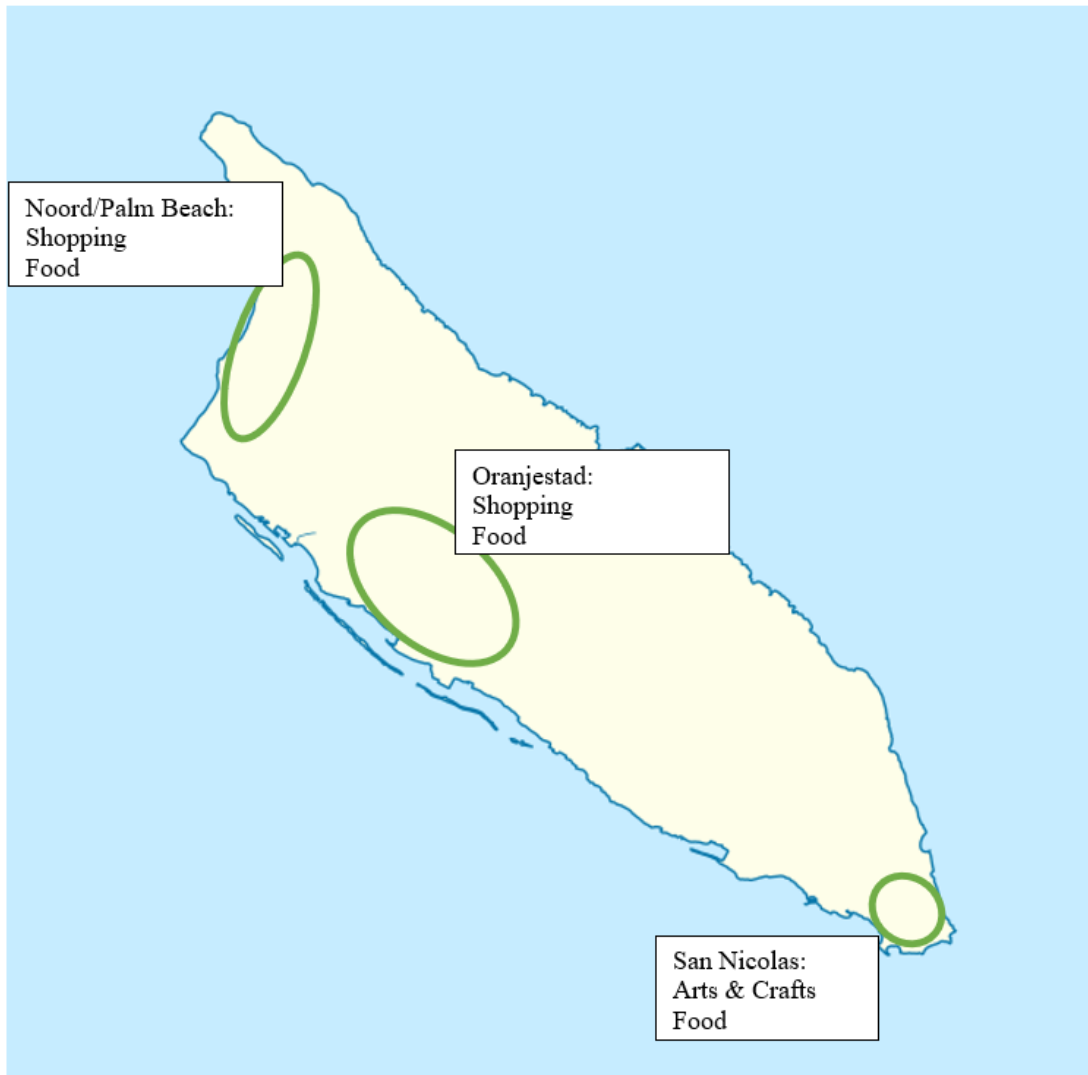 Noord/Palm Beach:
Shopping
Food
Oranjestad:
Shopping
Food
San Nicolas:
Arts & Crafts
Food